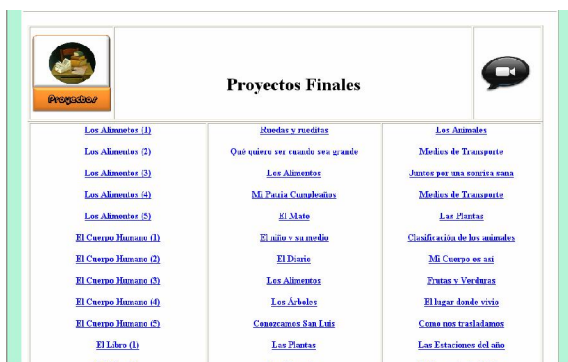 Proyectos
Proyectos Finales
Los Alimnetos (1) Ruedas y rueditas Los Animales
Los Alimentos (2) Qué quiero ser cuando sea grande Medios de Transporte
Los Alimentos (3) Los Alimentos Juntos por una sonrisa sana
Los Alimentos (4) Mi Patria Cumpleaños Medios de Transporte
Los Alimentos (5) El Mate Las Plantas
El Cuerpo Humano (1) El niño y su medio Clasificación de los animales
El Cuerpo Humano (2) El Diario Mi Cuerpo es así
El Cuerpo Humano (3) Los Alimentos Frutas y Verduras
El Cuerpo Humano (4) Los Árboles El lugar donde vivio
El Cuerpo Humano (5) Conozcamos San Luis Como nos trasladamos
El Libro (1) Las Plantas Las Estaciones del año